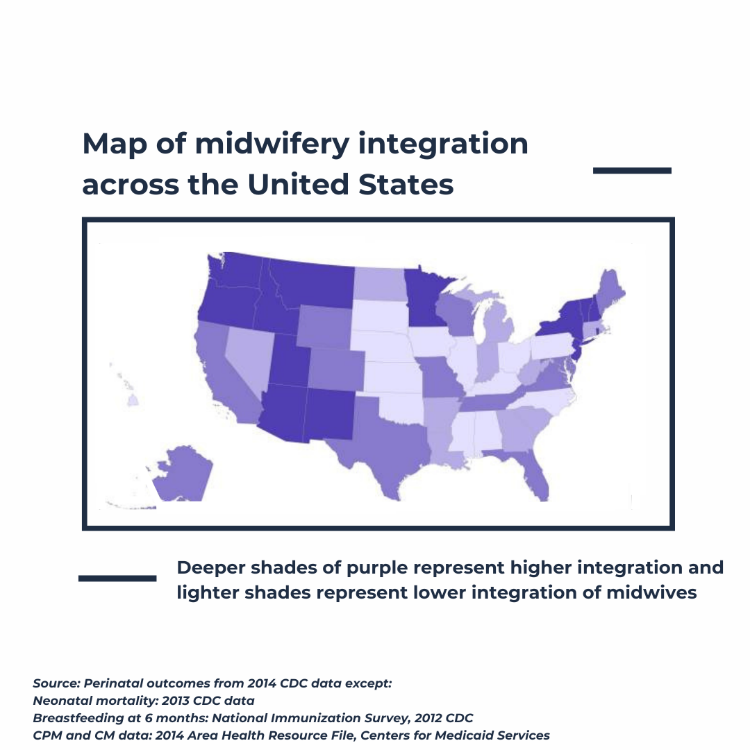 Map of midwifery integration
across the United States
Deeper shades of purple represent higher integration and
lighter shades represent lower integration of midwives
Source: Perinatal outcomes from 2014 CDC data except:
Neonatal mortality: 2013 CDC data
Breastfeeding at 6 months: National Immunization Survey, 2012 CDC
CPM and CM data: 2014 Area Health Resource File, Centers for Medicaid Services